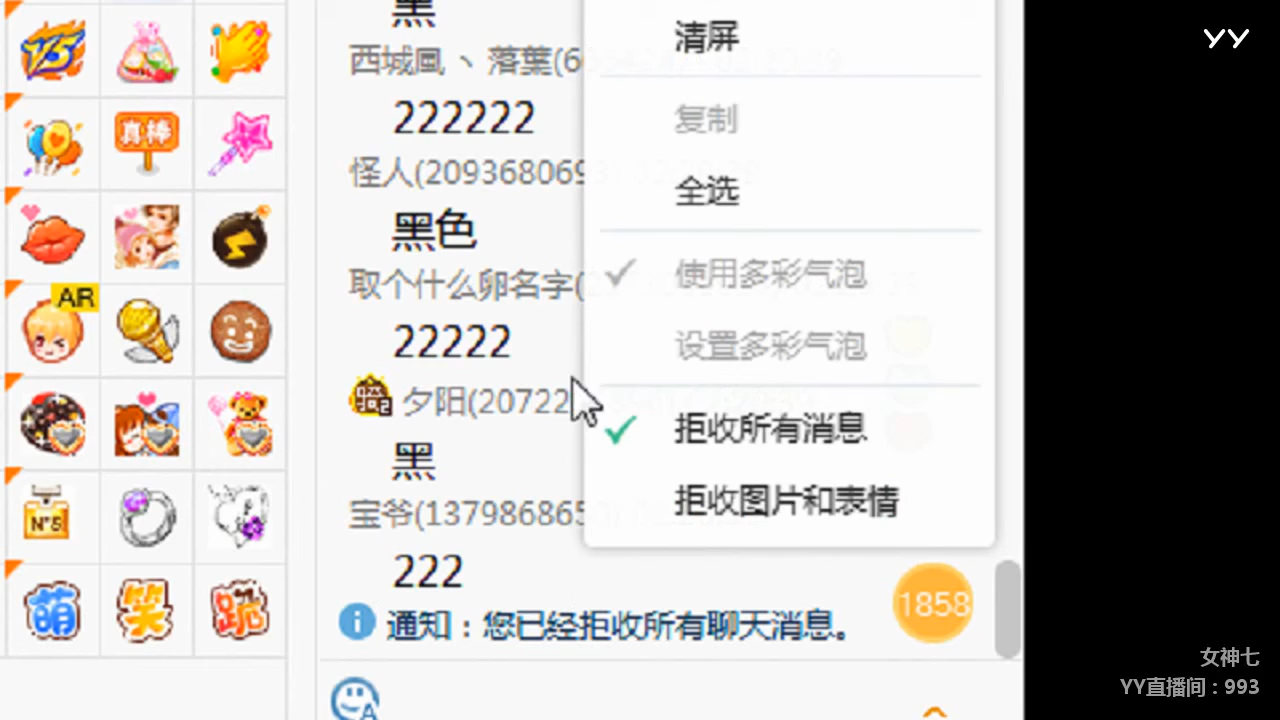 黑
YY
清屏
西城風丶落葉(6
222222
复制
真棒
怪人(209368069
全选
黑色
使用多彩气泡
取个什么卵名字(
AR
22222
设置多彩气泡
夕阳(20722
骑2
拒收所有消息
黑
拒收图片和表情
宝爷(137986865
N°5
222
1858
萌
笑
跪
通知：您已经拒收所有聊天消息。
女神七
YY直播间：993